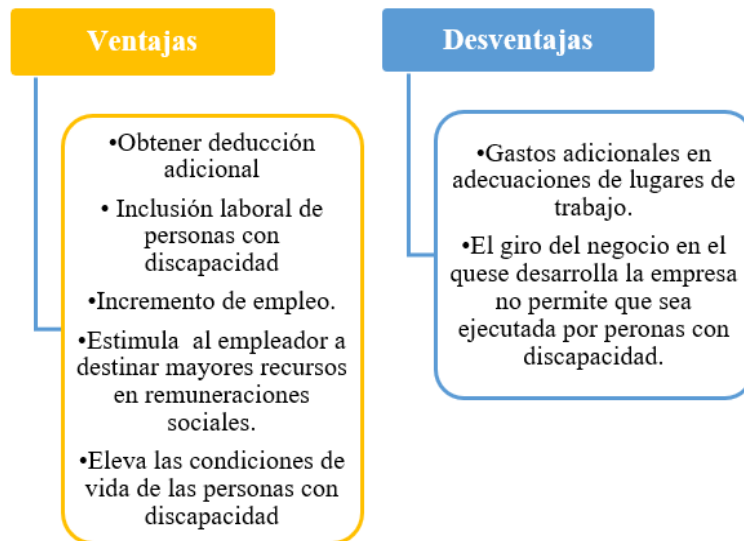 Ventajas
•Obtener deducción
adicional
• Inclusión laboral de
personas con
discapacidad
•Incremento de empleo.
•Estimula al empleador a
destinar mayores recursos
en remuneraciones
sociales.
•Eleva las condiciones de
vida de las personas con
discapacidad
Desventajas
•Gastos adicionales en
adecuaciones de lugares de
trabajo.
•El giro del negocio en el
quese desarrolla la empresa
no permite que sea
ejecutada por peronas con
discapacidad.